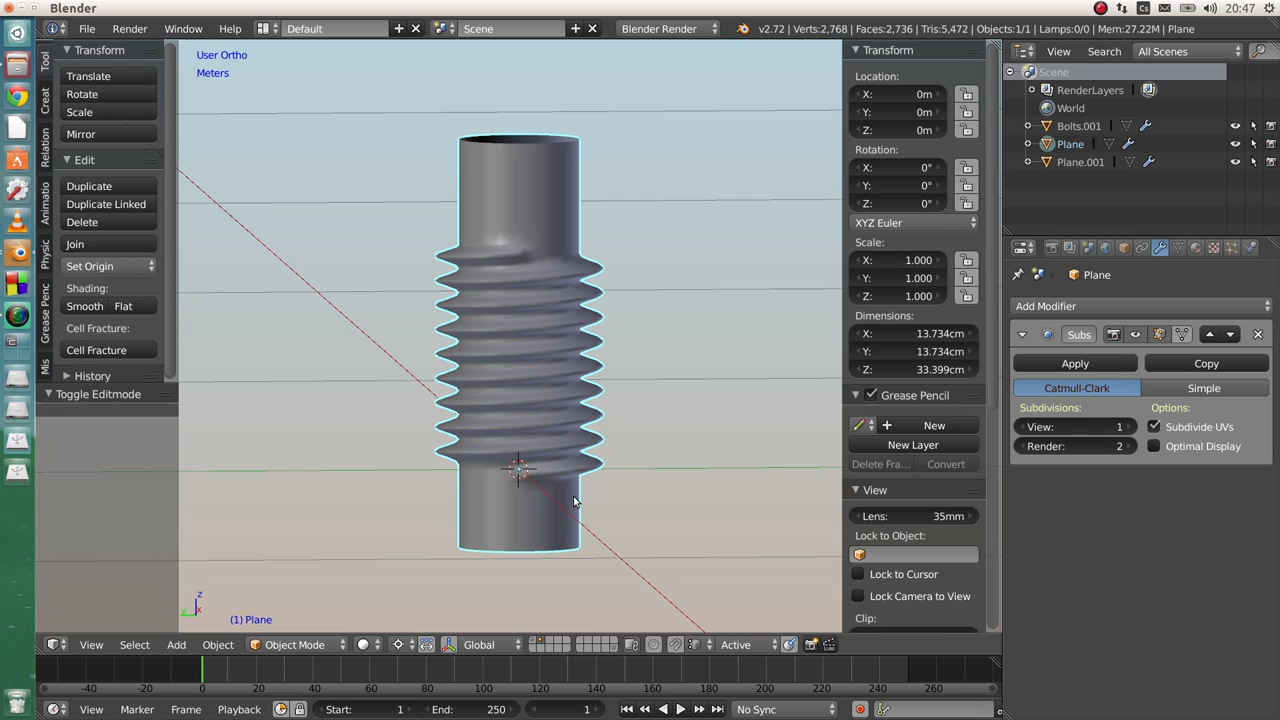 Blender
Cs
20:47
File Render Window Help Default Scene Blender Render v2.72 | Verts:2,768 | Faces:2,736 | Tris:5,472 | Objects:1/1 | Lamps:0/0 | Mem:27.22M | Plane
Tool
Creat
Relation
Animatio
Physic
Grease Penc
Mis
Transform
Translate
Rotate
Scale
Mirror
Edit
Duplicate
Duplicate Linked
Delete
Join
Set Origin
Shading:
Smooth Flat
Cell Fracture:
Cell Fracture
History
Toggle Editmode
User Ortho
Meters
z
y x
(1) Plane
Transform
Location:
X: 0m
Y: 0m
Z: 0m
Rotation:
X: 0°
Y: 0°
Z: 0°
XYZ Euler
Scale:
X: 1.000
Y: 1.000
Z: 1.000
Dimensions:
X: 13.734cm
Y: 13.734cm
Z: 33.399cm
Grease Pencil
New
New Layer
Delete Fra... Convert
View
Lens: 35mm
Lock to Object:
Lock to Cursor
Lock Camera to View
Clip:
View Search All Scenes
Scene
RenderLayers
World
Bolts.001
Plane
Plane.001
Plane
Add Modifier
Subs
Apply Copy
Catmull-Clark Simple
Subdivisions: Options:
View: 1 Subdivide UVs
Render: 2 Optimal Display
View Select Add Object Object Mode Global Active
-40 -20 0 20 40 60 80 100 120 140 160 180 200 220 240 260
View Marker Frame Playback Start: 1 End: 250 1 No Sync